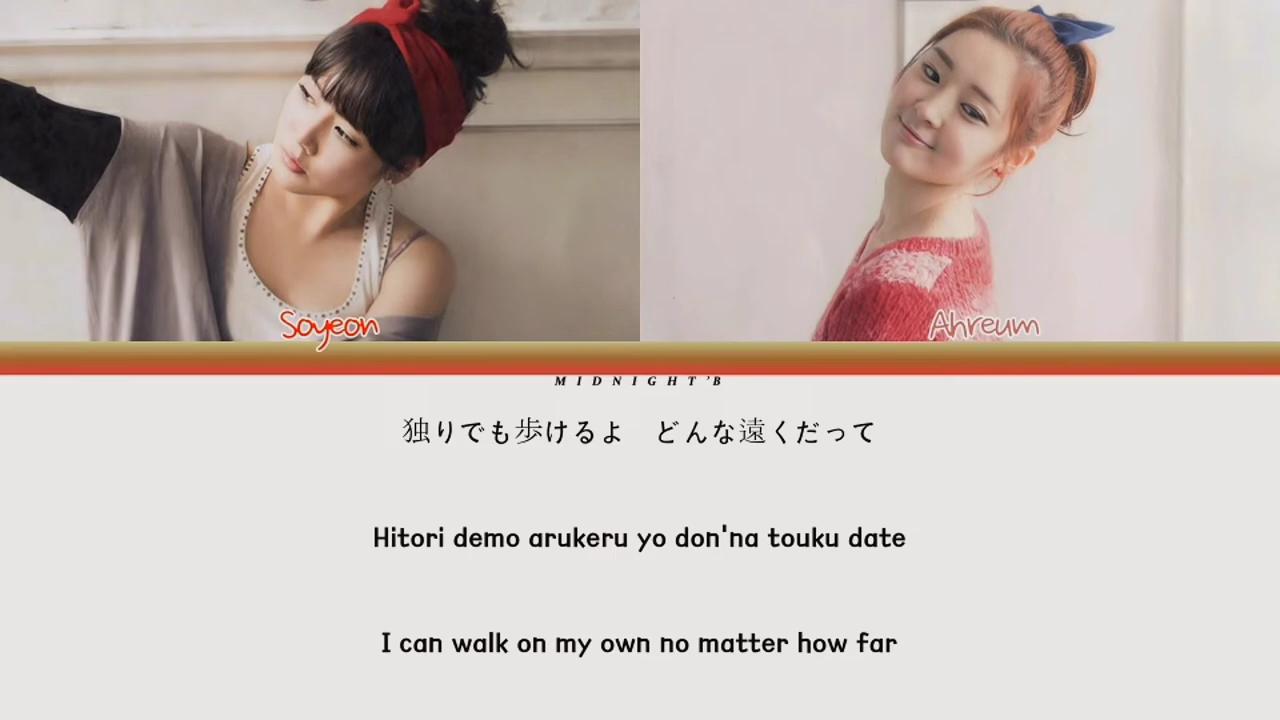 Soyeon
Ahreum
MIDNIGHT'B
独りでも歩けるよ　どんな遠くだって
Hitori demo arukeru yo don'na touku date
I can walk on my own no matter how far